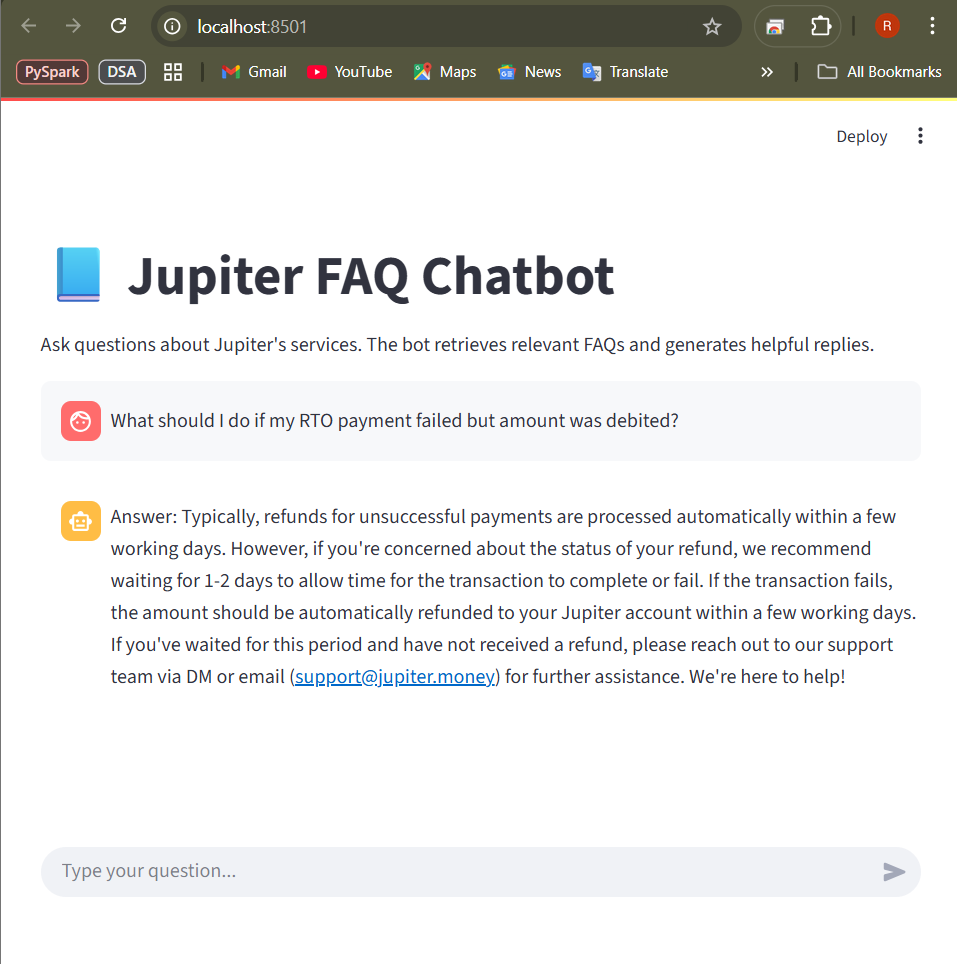 localhost:8501
R
PySpark DSA Gmail YouTube Maps News Translate » All Bookmarks
Deploy
Jupiter FAQ Chatbot
Ask questions about Jupiter's services. The bot retrieves relevant FAQs and generates helpful replies.
What should I do if my RTO payment failed but amount was debited?
Answer: Typically, refunds for unsuccessful payments are processed automatically within a few
working days. However, if you're concerned about the status of your refund, we recommend
waiting for 1-2 days to allow time for the transaction to complete or fail. If the transaction fails,
the amount should be automatically refunded to your Jupiter account within a few working days.
If you've waited for this period and have not received a refund, please reach out to our support
team via DM or email (support@jupiter.money) for further assistance. We're here to help!
Type your question...